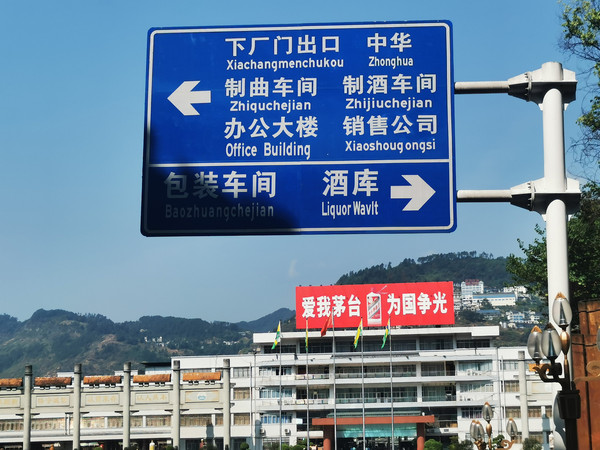 下厂门出口 中华
Xiachangmenchukou Zhonghua
制曲车间 制酒车间
Zhiquchejian Zhijiuchejian
办公大楼 销售公司
Office Building Xiaoshougongsi
包装车间 酒库
Baozhuangchejian Liquor Wavlt
爱我茅台 为国争光